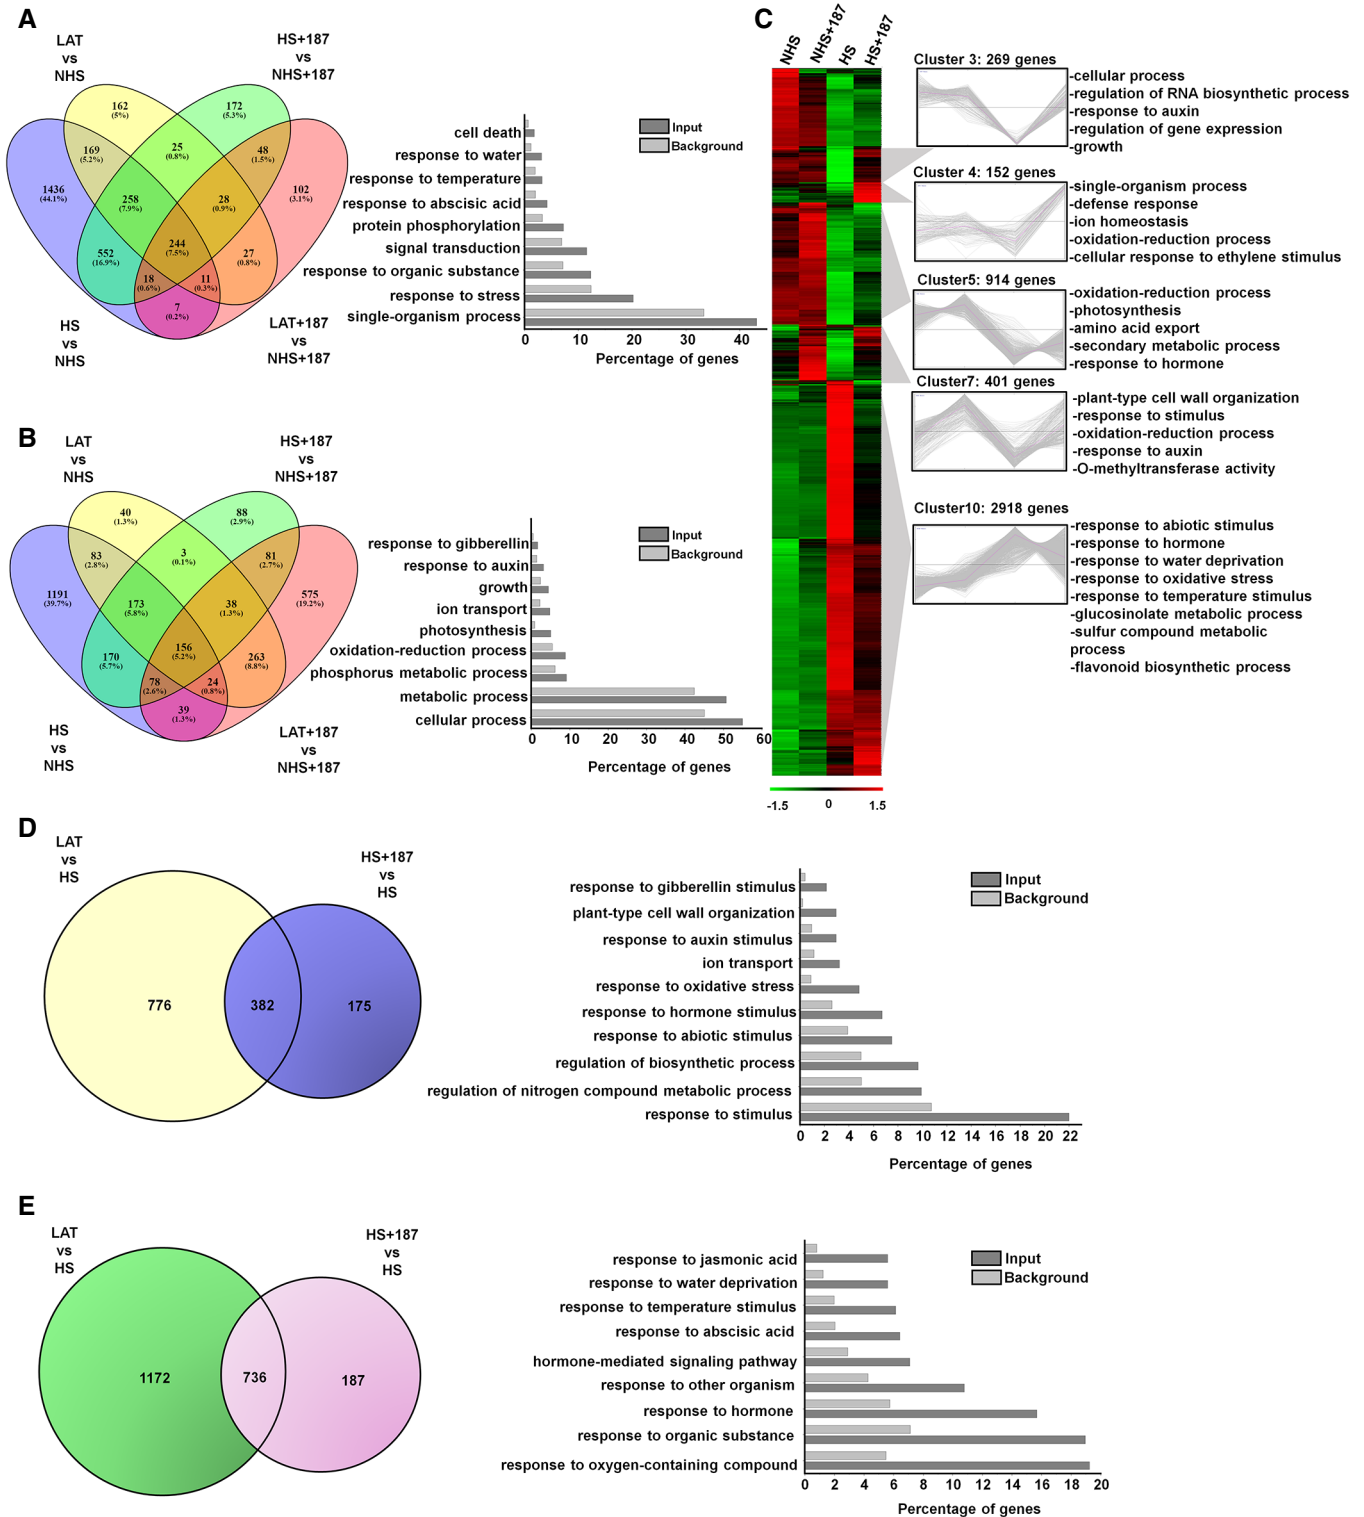 A
LAT
vs
NHS
HS+187
vs
NHS+187
162
(5%)
172
(5.3%)
169
(5.2%)
25
(0.8%)
48
(1.5%)
1436
(44.1%)
258
(7.9%)
28
(0.9%)
102
(3.1%)
552
(16.9%)
244
(7.5%)
27
(0.8%)
18
(0.6%)
11
(0.3%)
7
(0.2%)
HS
vs
NHS
LAT+187
vs
NHS+187
Input
Background
cell death
response to water
response to temperature
response to abscisic acid
protein phosphorylation
signal transduction
response to organic substance
response to stress
single-organism process
0 10 20 30 40
Percentage of genes
B
LAT
vs
NHS
HS+187
vs
NHS+187
40
(1.3%)
88
(2.9%)
83
(2.8%)
3
(0.1%)
81
(2.7%)
1191
(39.7%)
173
(5.8%)
38
(1.3%)
575
(19.2%)
170
(5.7%)
156
(5.2%)
263
(8.8%)
78
(2.6%)
24
(0.8%)
39
(1.3%)
HS
vs
NHS
LAT+187
vs
NHS+187
Input
Background
response to gibberellin
response to auxin
growth
ion transport
photosynthesis
oxidation-reduction process
phosphorus metabolic process
metabolic process
cellular process
0 10 20 30 40 50 60
Percentage of genes
C
NHS
NHS+187
HS
HS+187
-1.5 0 1.5
Cluster 3: 269 genes
-cellular process
-regulation of RNA biosynthetic process
-response to auxin
-regulation of gene expression
-growth
Cluster 4: 152 genes
-single-organism process
-defense response
-ion homeostasis
-oxidation-reduction process
-cellular response to ethylene stimulus
Cluster5: 914 genes
-oxidation-reduction process
-photosynthesis
-amino acid export
-secondary metabolic process
-response to hormone
Cluster7: 401 genes
-plant-type cell wall organization
-response to stimulus
-oxidation-reduction process
-response to auxin
-O-methyltransferase activity
Cluster10: 2918 genes
-response to abiotic stimulus
-response to hormone
-response to water deprivation
-response to oxidative stress
-response to temperature stimulus
-glucosinolate metabolic process
-sulfur compound metabolic
process
-flavonoid biosynthetic process
D
LAT
vs
HS
HS+187
vs
HS
776
382
175
Input
Background
response to gibberellin stimulus
plant-type cell wall organization
response to auxin stimulus
ion transport
response to oxidative stress
response to hormone stimulus
response to abiotic stimulus
regulation of biosynthetic process
regulation of nitrogen compound metabolic process
response to stimulus
0 2 4 6 8 10 12 14 16 18 20 22
Percentage of genes
E
LAT
vs
HS
HS+187
vs
HS
1172
736
187
Input
Background
response to jasmonic acid
response to water deprivation
response to temperature stimulus
response to abscisic acid
hormone-mediated signaling pathway
response to other organism
response to hormone
response to organic substance
response to oxygen-containing compound
0 2 4 6 8 10 12 14 16 18 20
Percentage of genes